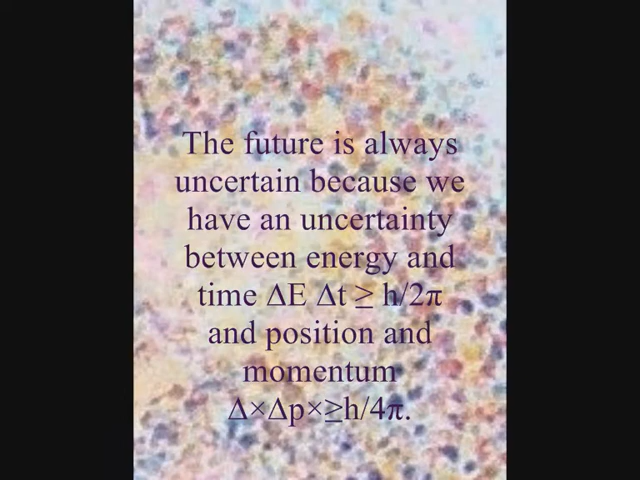 The future is always
uncertain because we
have an uncertainty
between energy and
time ΔE Δt ≥ h/2π
and position and
momentum
Δ×Δp×≥h/4π.